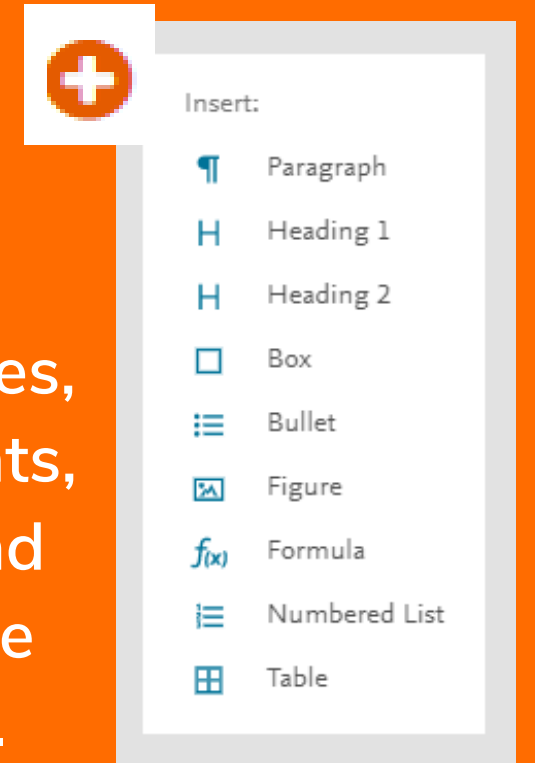 Insert:
Paragraph
H Heading 1
H Heading 2
Box
Bullet
Figure
f(x) Formula
Numbered List
Table
es,
ts,
d
e
.